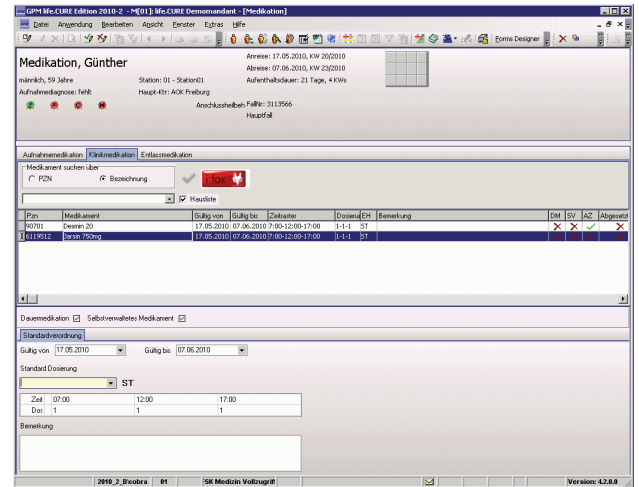 GPM life.CURE Edition 2010-2 - M[01]: life.CURE Demomandant - [Medikation]
Datei Anwendung Bearbeiten Ansicht Fenster Extras Hilfe
Forms Designer
Medikation, Günther
männlich, 59 Jahre
Aufnahmediagnose: fehlt
Station: 01 - Station01
Haupt-Ktr: AOK Freiburg
Anreise: 17.05.2010, KW 20/2010
Abreise: 07.06.2010, KW 23/2010
Aufenthaltsdauer: 21 Tage, 4 KWs
Anschlussheilbeh FallNr: 3113566
Hauptfall
Aufnahmemedikation Klinikmedikation Entlassmedikation
Medikament suchen über
PZN Bezeichnung
ifox
Hausliste
Pzn Medikament Gültig von Gültig bis Zeitraster Dosierung EH Bemerkung DM SV AZ Abgesetzt
90701 Desmin 20 17.05.2010 07.06.2010 7:00-12:00-17:00 1-1-1 ST
6119512 Jarsin 750mg 17.05.2010 07.06.2010 7:00-12:00-17:00 1-1-1 ST
Dauermedikation Selbstverwaltetes Medikament
Standardverordnung
Gültig von 17.05.2010 Gültig bis 07.06.2010
Standard Dosierung
ST
Zeit 07:00 12:00 17:00
Dos 1 1 1
Bemerkung
2010_2_B\cobra 01 SK Medizin Vollzugriff Version: 4.2.0.0